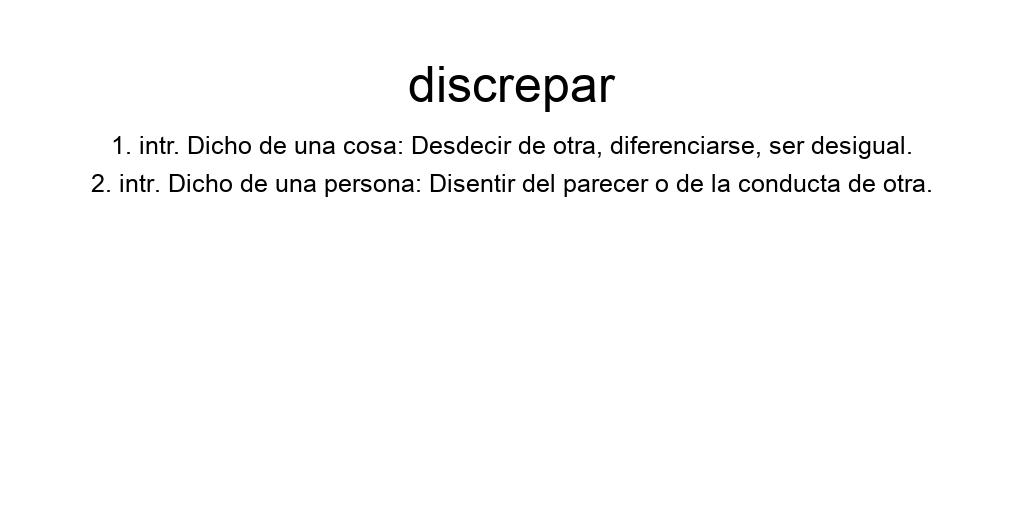 discrepar
1. intr. Dicho de una cosa: Desdecir de otra, diferenciarse, ser desigual.
2. intr. Dicho de una persona: Disentir del parecer o de la conducta de otra.